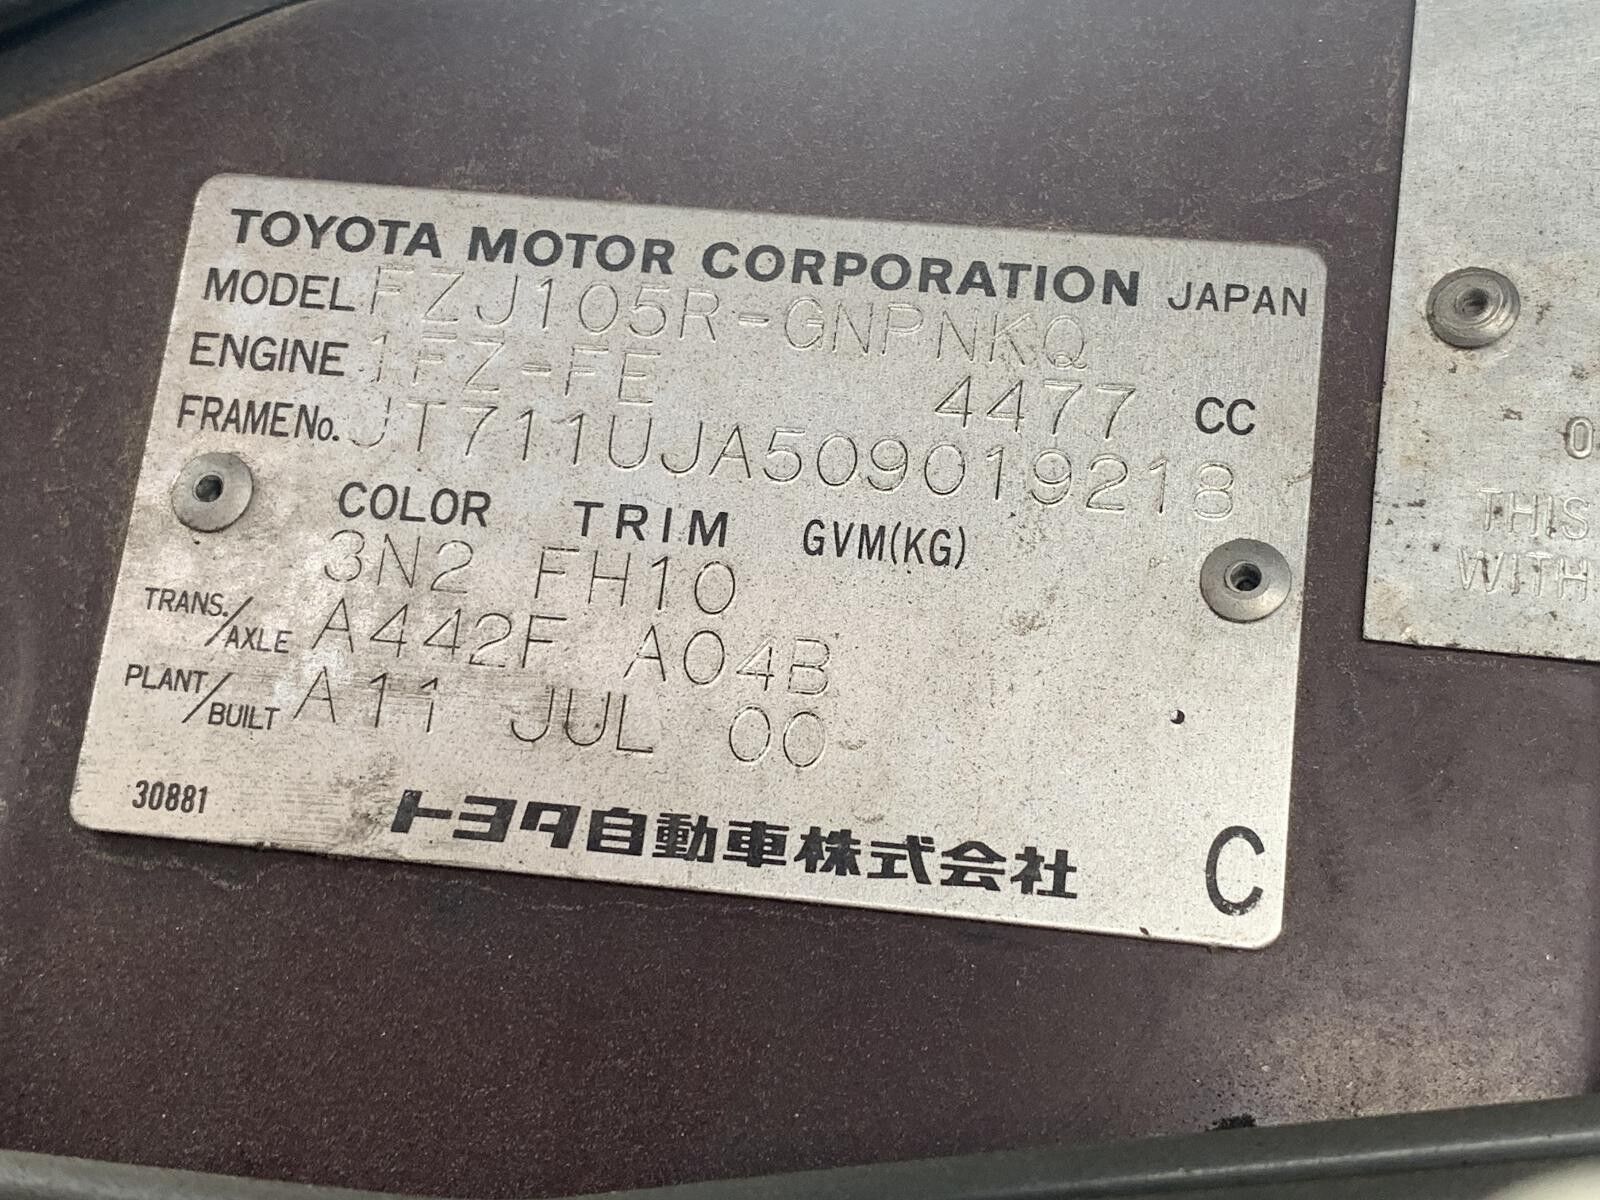 TOYOTA MOTOR CORPORATION JAPAN
MODEL FZJ105R-GNPNKQ
ENGINE 1FZ-FE 4477 CC
FRAME No. JT711UJA509019218
COLOR TRIM GVM(KG)
3N2 FH10
TRANS./AXLE A442F A04B
PLANT/BUILT A11 JUL 00
30881
トヨタ自動車株式会社 C
THIS
WITH